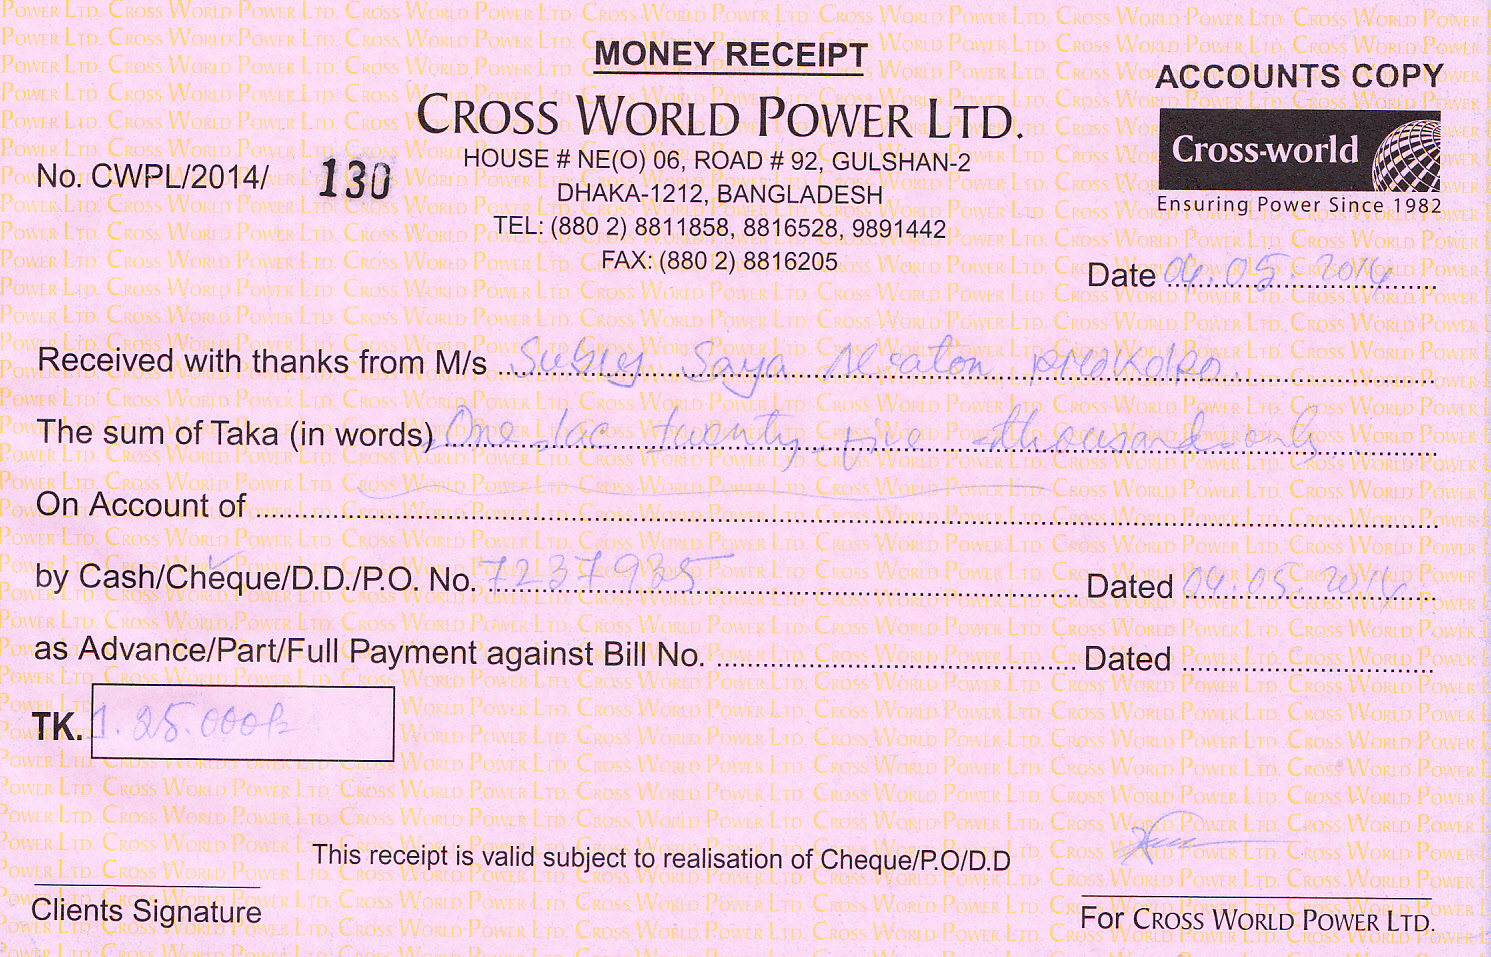 MONEY RECEIPT
ACCOUNTS COPY
CROSS WORLD POWER LTD.
Cross-world
Ensuring Power Since 1982
No. CWPL/2014/ 130
HOUSE # NE(O) 06, ROAD # 92, GULSHAN-2
DHAKA-1212, BANGLADESH
TEL: (880 2) 8811858, 8816528, 9891442
FAX: (880 2) 8816205
Date 04.05.2014
Received with thanks from M/s
The sum of Taka (in words) One lac twenty five thousand only
On Account of
by Cash/Cheque/D.D./P.O. No. 7237935 Dated 04.05.2014
as Advance/Part/Full Payment against Bill No. Dated
TK. 1.25.000/-
This receipt is valid subject to realisation of Cheque/P.O/D.D
Clients Signature
For CROSS WORLD POWER LTD.